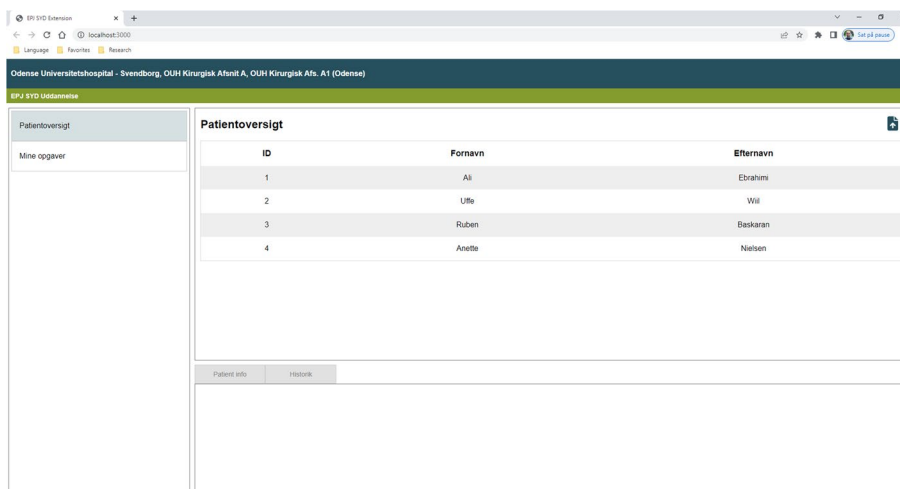 EPJ SYD Extension
localhost:3000
Sat på pause
Language Favorites Research
Odense Universitetshospital - Svendborg, OUH Kirurgisk Afsnit A, OUH Kirurgisk Afs. A1 (Odense)
EPJ SYD Uddannelse
Patientoversigt
Mine opgaver
Patientoversigt
ID Fornavn Efternavn
1 Ali Ebrahimi
2 Uffe Wiil
3 Ruben Baskaran
4 Anette Nielsen
Patient info Historik